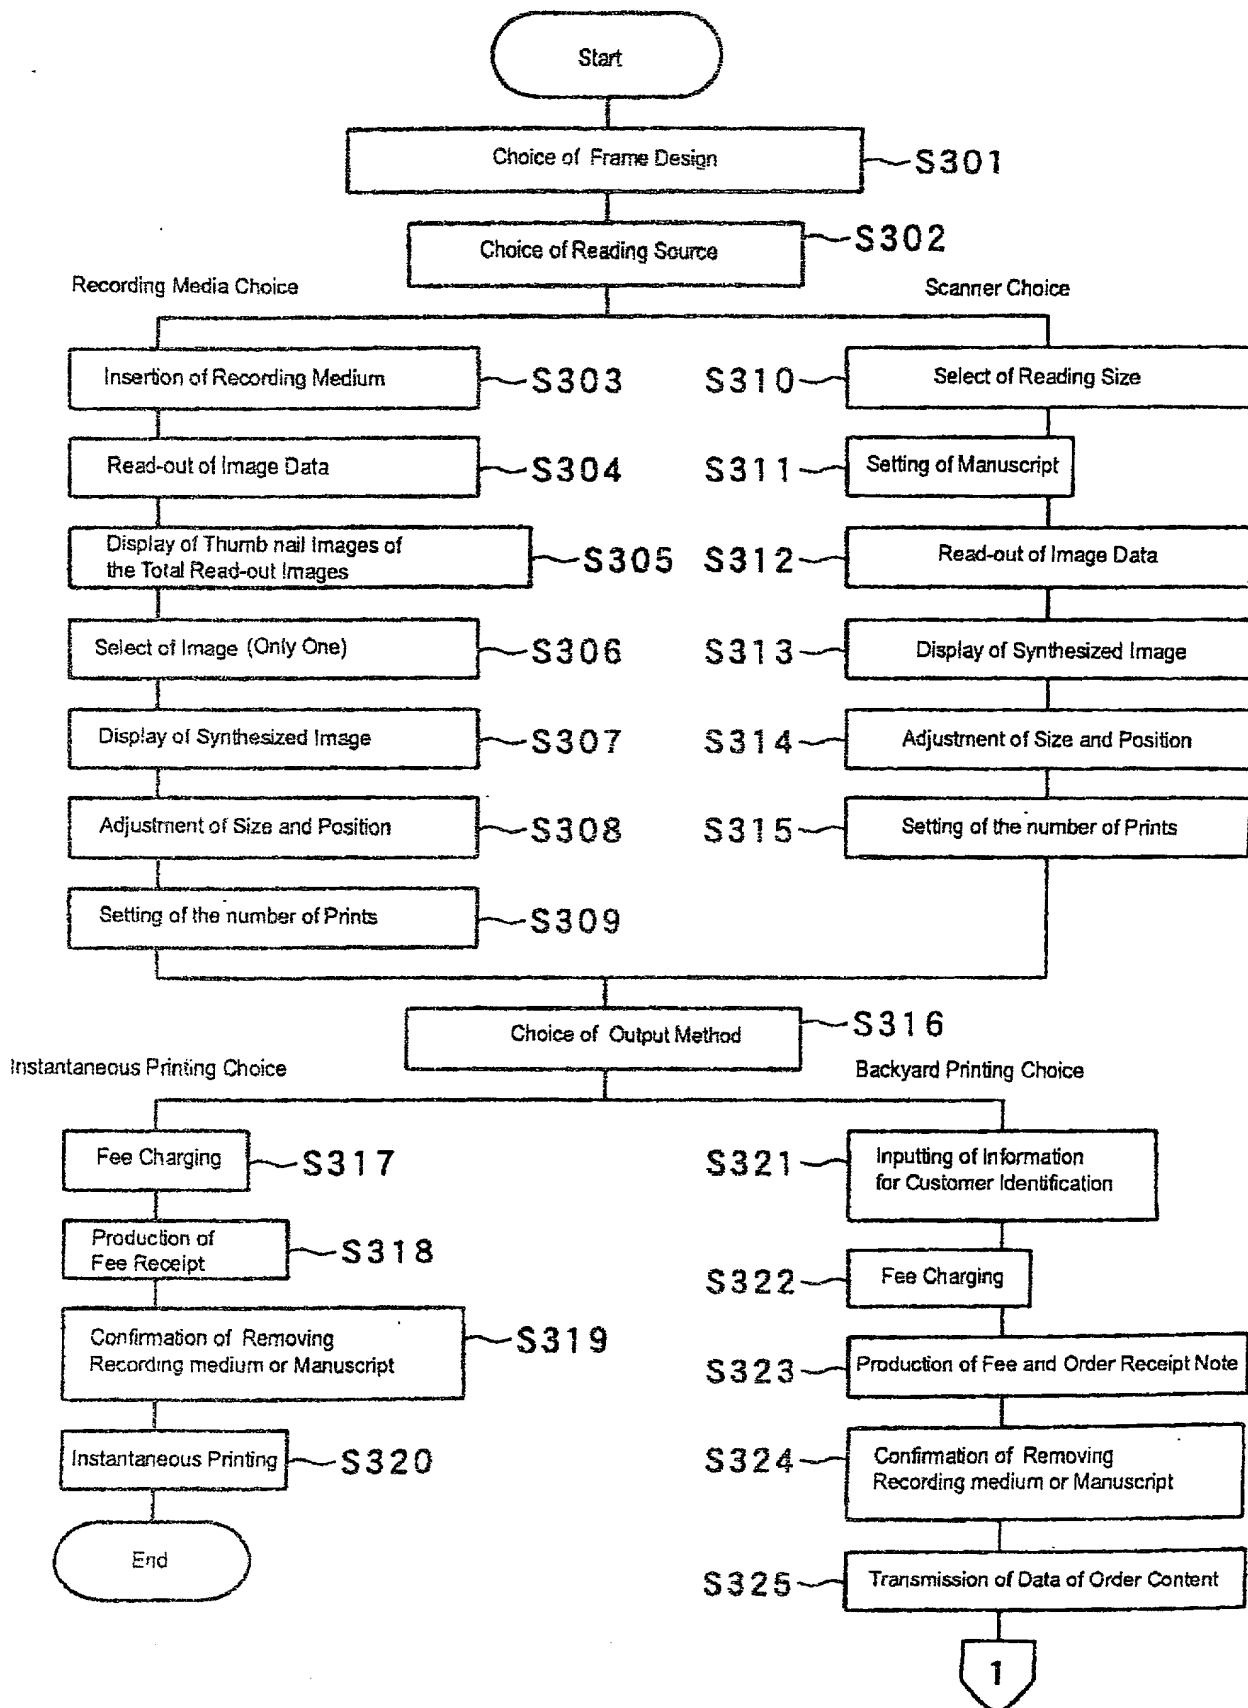 Start
Choice of Frame Design
S301
Choice of Reading Source
S302
Recording Media Choice
Scanner Choice
Insertion of Recording Medium
S303
Read-out of Image Data
S304
Display of Thumb nail Images of
the Total Read-out Images
S305
Select of Image (Only One)
S306
Display of Synthesized Image
S307
Adjustment of Size and Position
S308
Setting of the number of Prints
S309
S310
Select of Reading Size
S311
Setting of Manuscript
S312
Read-out of Image Data
S313
Display of Synthesized Image
S314
Adjustment of Size and Position
S315
Setting of the number of Prints
Choice of Output Method
S316
Instantaneous Printing Choice
Backyard Printing Choice
Fee Charging
S317
Production of
Fee Receipt
S318
Confirmation of Removing
Recording medium or Manuscript
S319
Instantaneous Printing
S320
End
S321
Inputting of Information
for Customer Identification
S322
Fee Charging
S323
Production of Fee and Order Receipt Note
S324
Confirmation of Removing
Recording medium or Manuscript
S325
Transmission of Data of Order Content
1